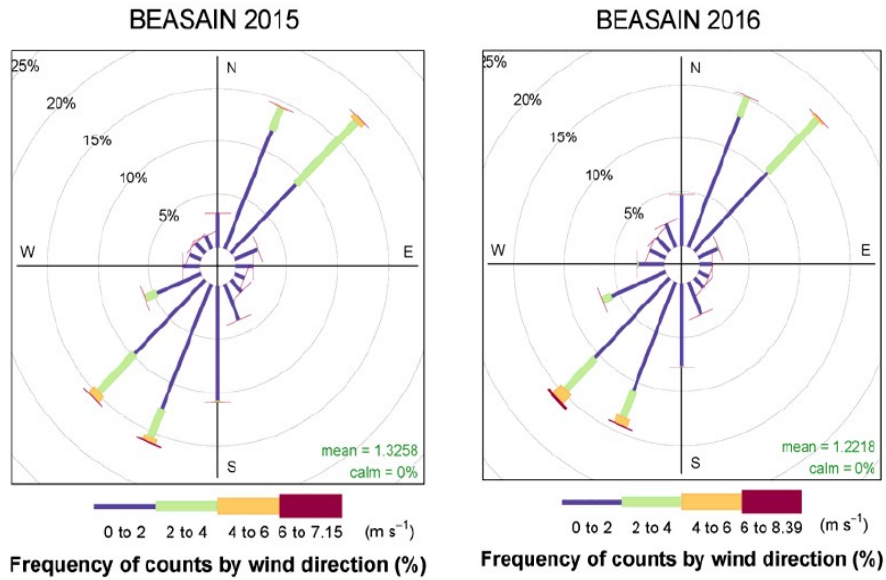 BEASAIN 2015
25%
20%
15%
10%
5%
N
W
E
S
mean = 1.3258
calm = 0%
0 to 2 2 to 4 4 to 6 6 to 7.15 (m s⁻¹)
Frequency of counts by wind direction (%)
BEASAIN 2016
25%
20%
15%
10%
5%
N
W
E
S
mean = 1.2218
calm = 0%
0 to 2 2 to 4 4 to 6 6 to 8.39 (m s⁻¹)
Frequency of counts by wind direction (%)